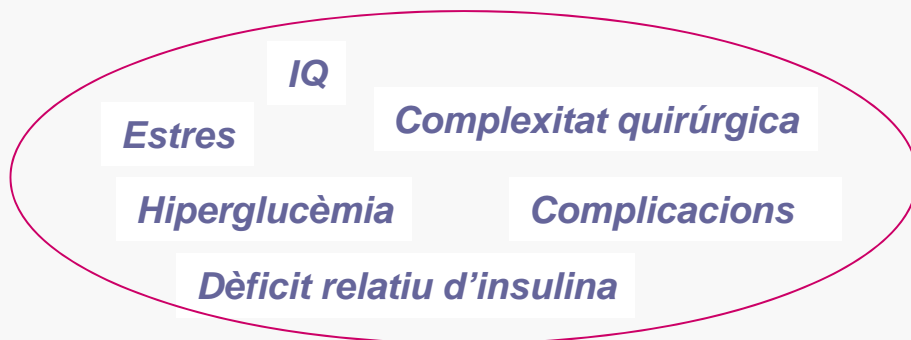 IQ
Estres
Complexitat quirúrgica
Hiperglucèmia
Complicacions
Dèficit relatiu d’insulina